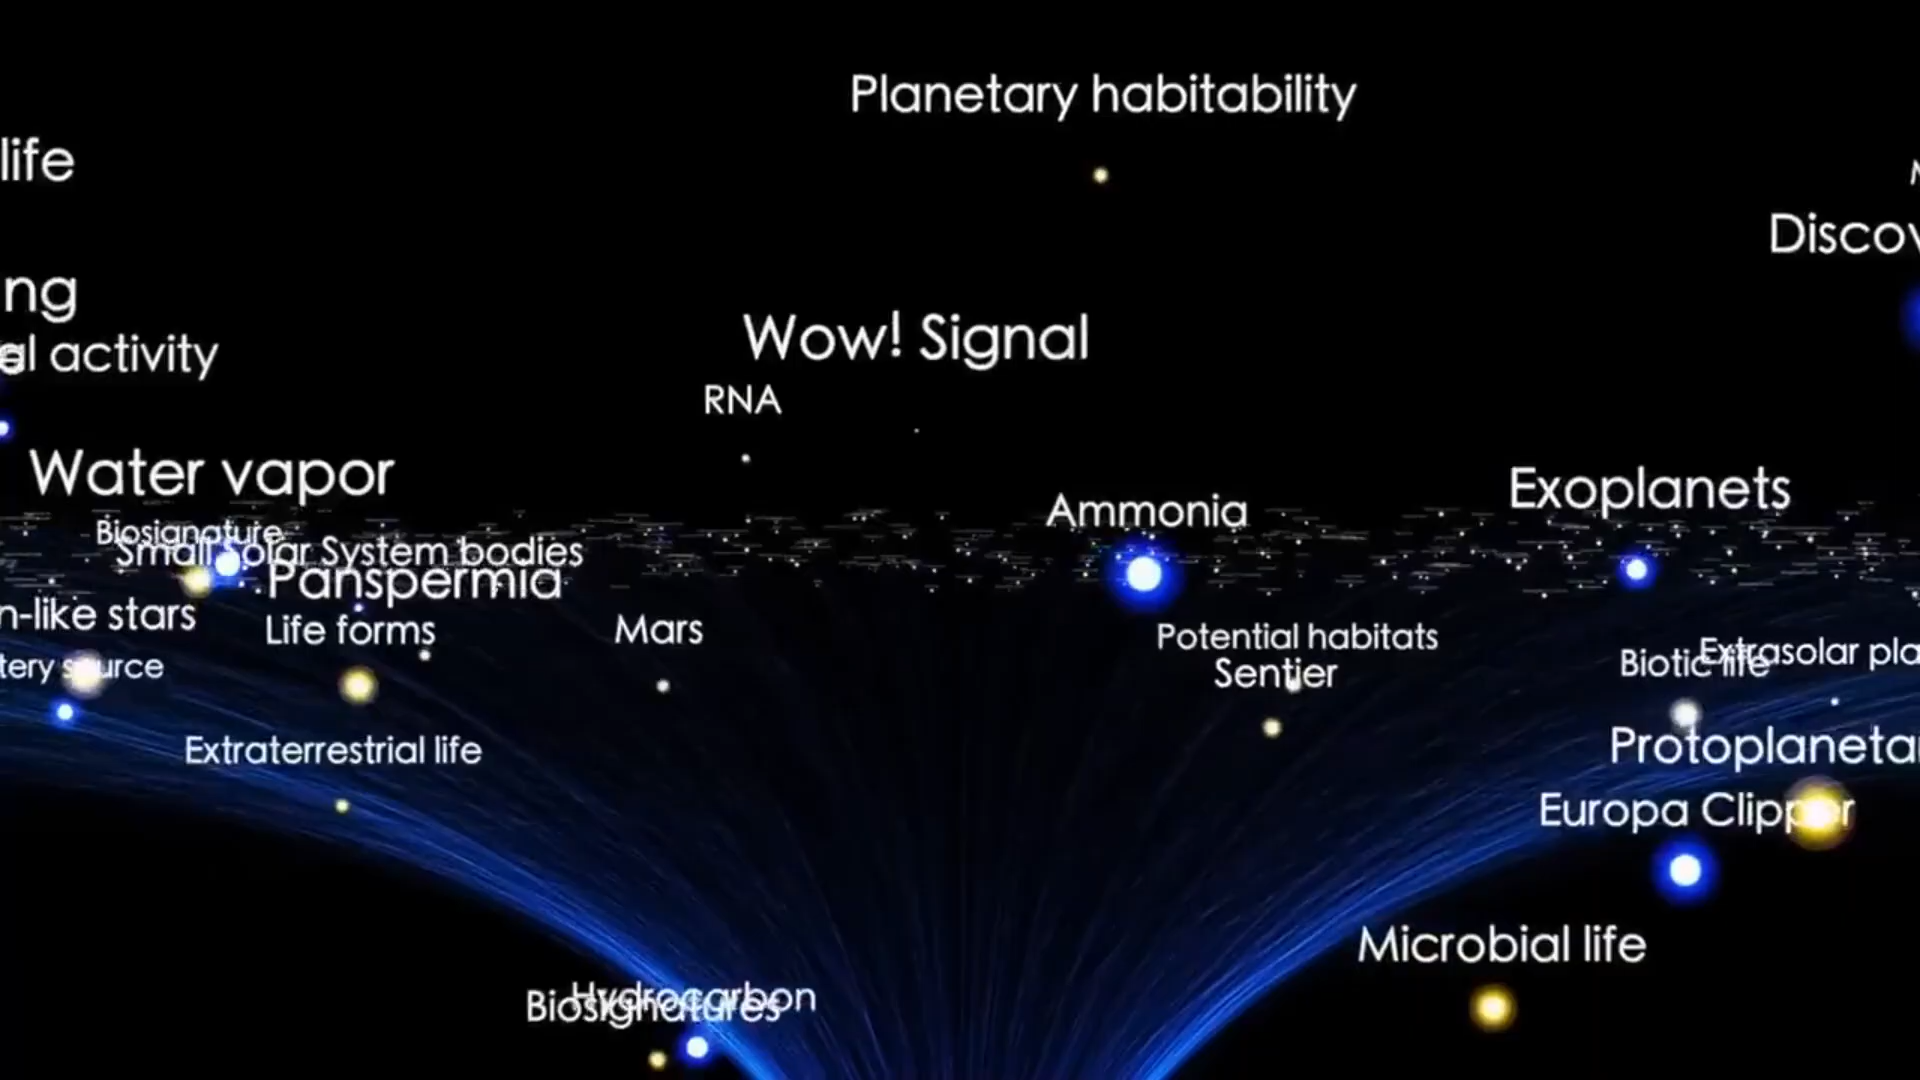 Planetary habitability
life
Discov
ng
Wow! Signal
al activity
RNA
Water vapor
Exoplanets
Ammonia
Biosignature
Small Solar System bodies
Panspermia
n-like stars
Life forms
Mars
Potential habitats
Sentier
Biotic life
Extrasolar pla
tery source
Extraterrestrial life
Protoplaneta
Europa Clipper
Microbial life
Hydrocarbon
Biosignatures